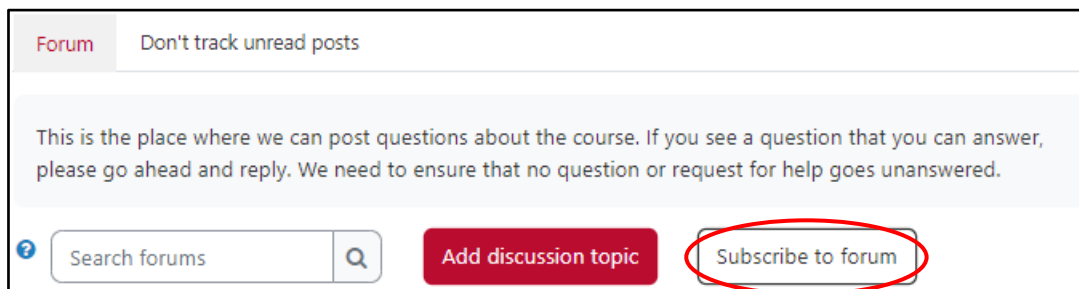 Forum Don't track unread posts
This is the place where we can post questions about the course. If you see a question that you can answer,
please go ahead and reply. We need to ensure that no question or request for help goes unanswered.
? Search forums Add discussion topic Subscribe to forum